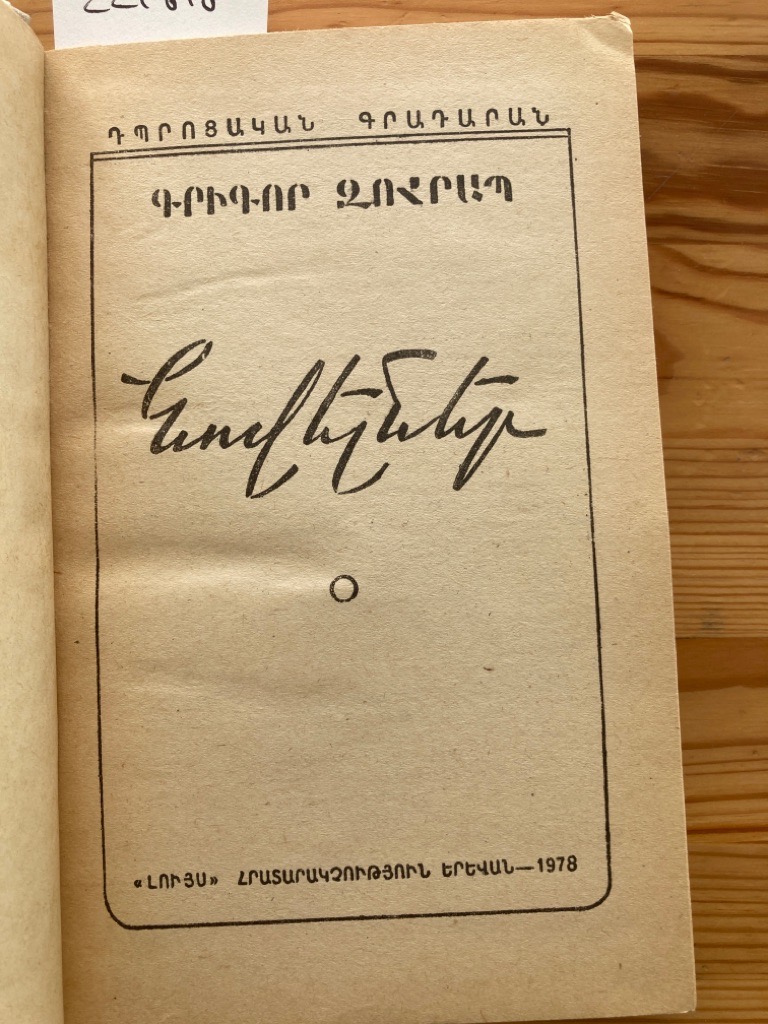 ԴՊՐՈՑԱԿԱՆ ԳՐԱԴԱՐԱՆ
ԳՐԻԳՈՐ ԶՈՀՐԱՊ
Նովելներ
«ԼՈՒՅՍ» ՀՐԱՏԱՐԱԿՉՈՒԹՅՈՒՆ ԵՐԵՎԱՆ—1978